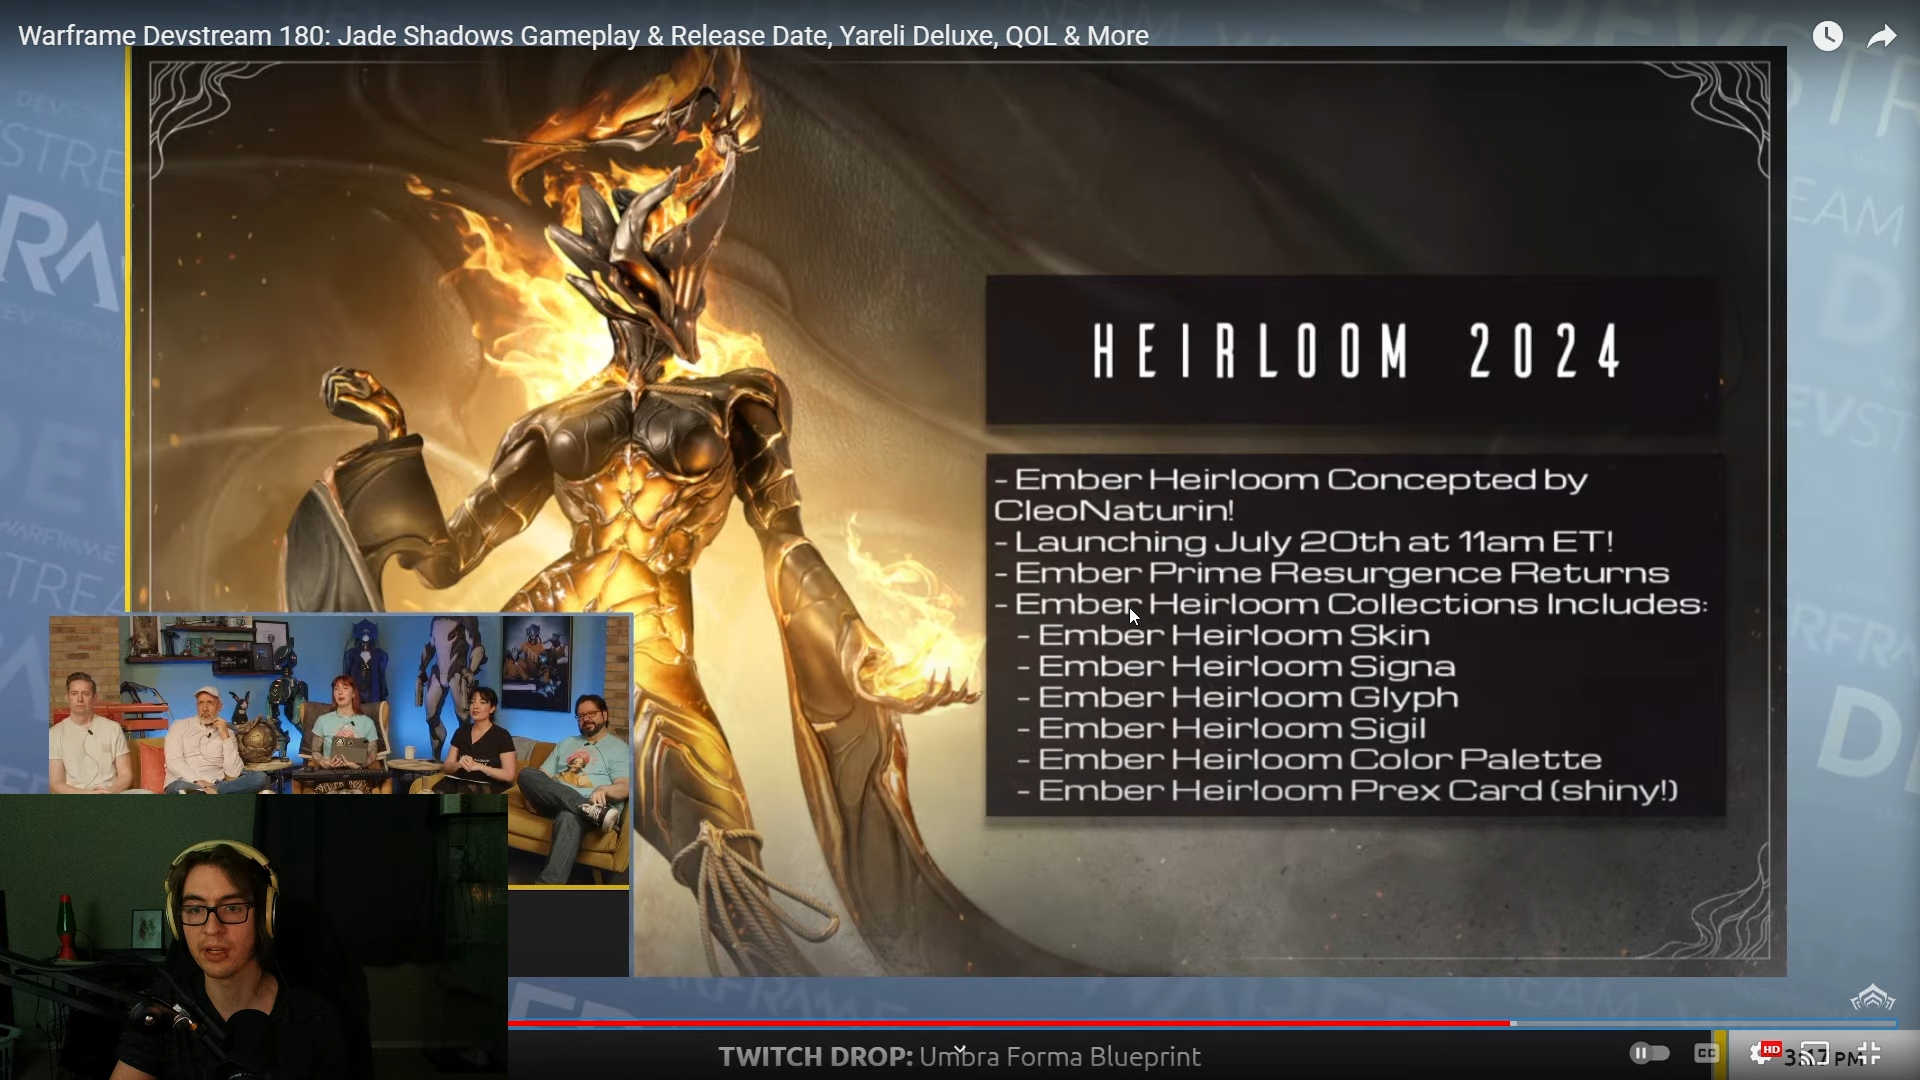 Warframe Devstream 180: Jade Shadows Gameplay & Release Date, Yareli Deluxe, QOL & More
HEIRLOOM 2024
- Ember Heirloom Concepted by
CleoNaturin!
- Launching July 20th at 11am ET!
- Ember Prime Resurgence Returns
- Ember Heirloom Collections Includes:
- Ember Heirloom Skin
- Ember Heirloom Signa
- Ember Heirloom Glyph
- Ember Heirloom Sigil
- Ember Heirloom Color Palette
- Ember Heirloom Prex Card (shiny!)
TWITCH DROP: Umbra Forma Blueprint
CC
HD
PM